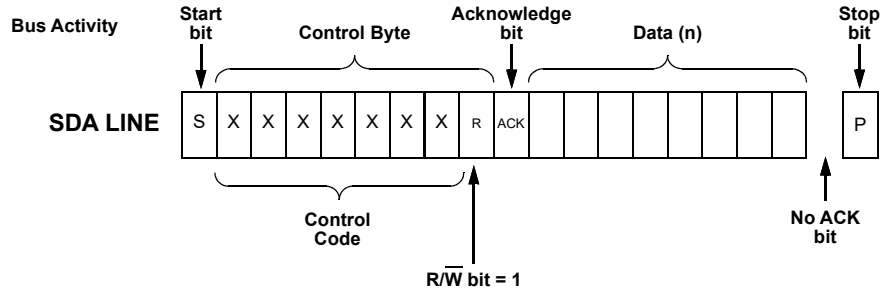 Bus Activity
Start
bit
Control Byte
Acknowledge
bit
Data (n)
Stop
bit
SDA LINE
S X X X X X X X R ACK P
Control
Code
R/W̅ bit = 1
No ACK
bit